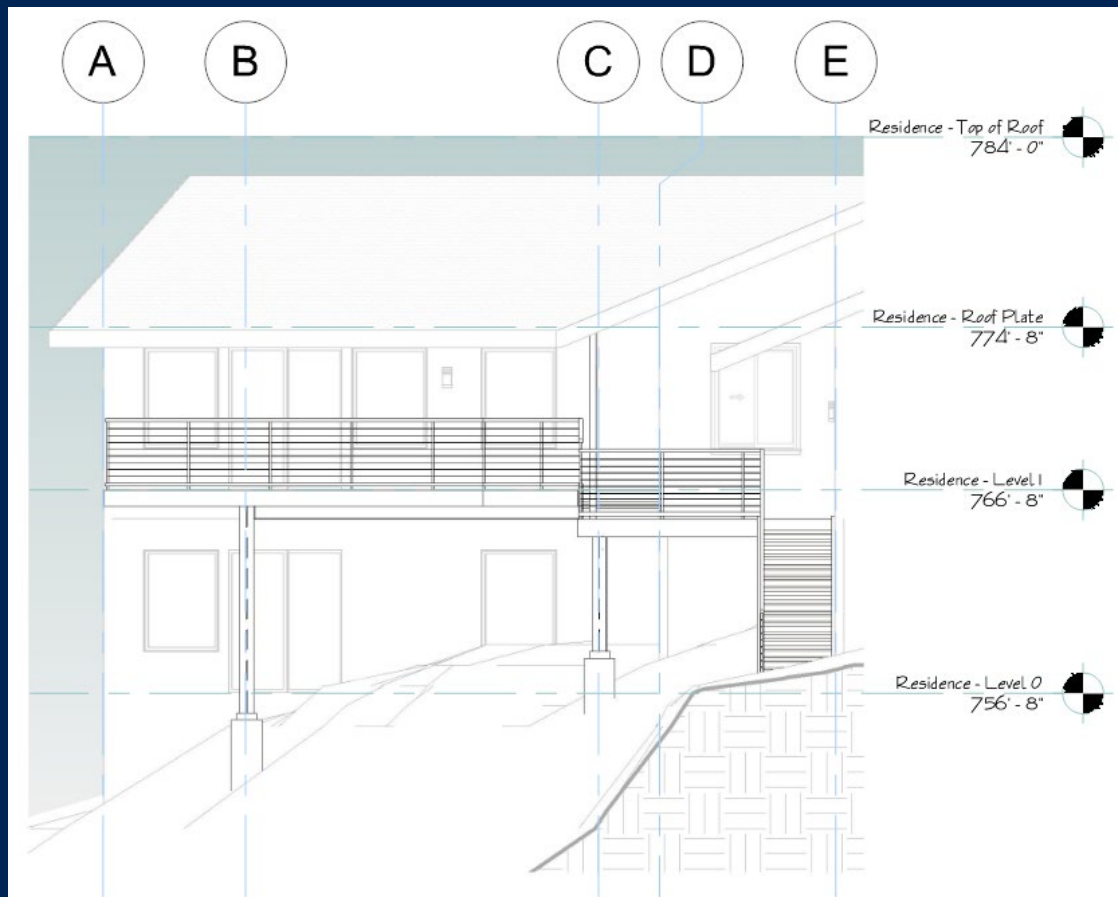 A B C D E
Residence - Top of Roof
784' - 0"
Residence - Roof Plate
774' - 8"
Residence - Level 1
766' - 8"
Residence - Level 0
756' - 8"